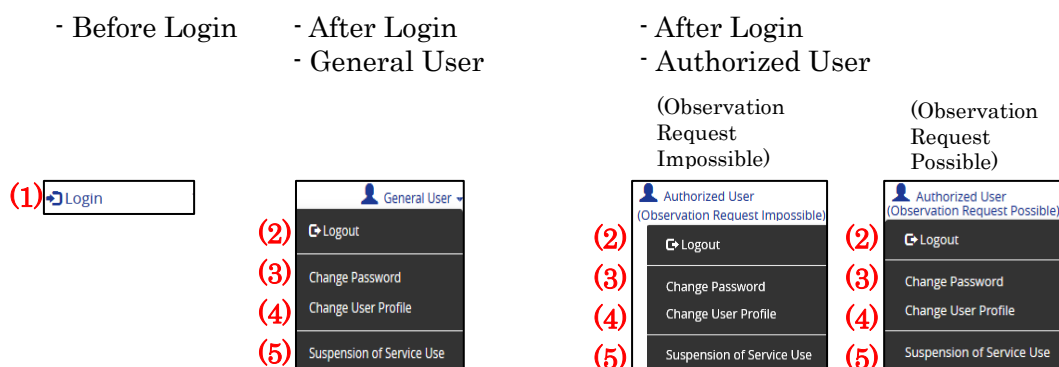 - Before Login
- After Login
- General User
- After Login
- Authorized User
(Observation
Request
Impossible)
(Observation
Request
Possible)
(1) Login
General User
(2) Logout
(3) Change Password
(4) Change User Profile
(5) Suspension of Service Use
Authorized User
(Observation Request Impossible)
(2) Logout
(3) Change Password
(4) Change User Profile
(5) Suspension of Service Use
Authorized User
(Observation Request Possible)
(2) Logout
(3) Change Password
(4) Change User Profile
(5) Suspension of Service Use